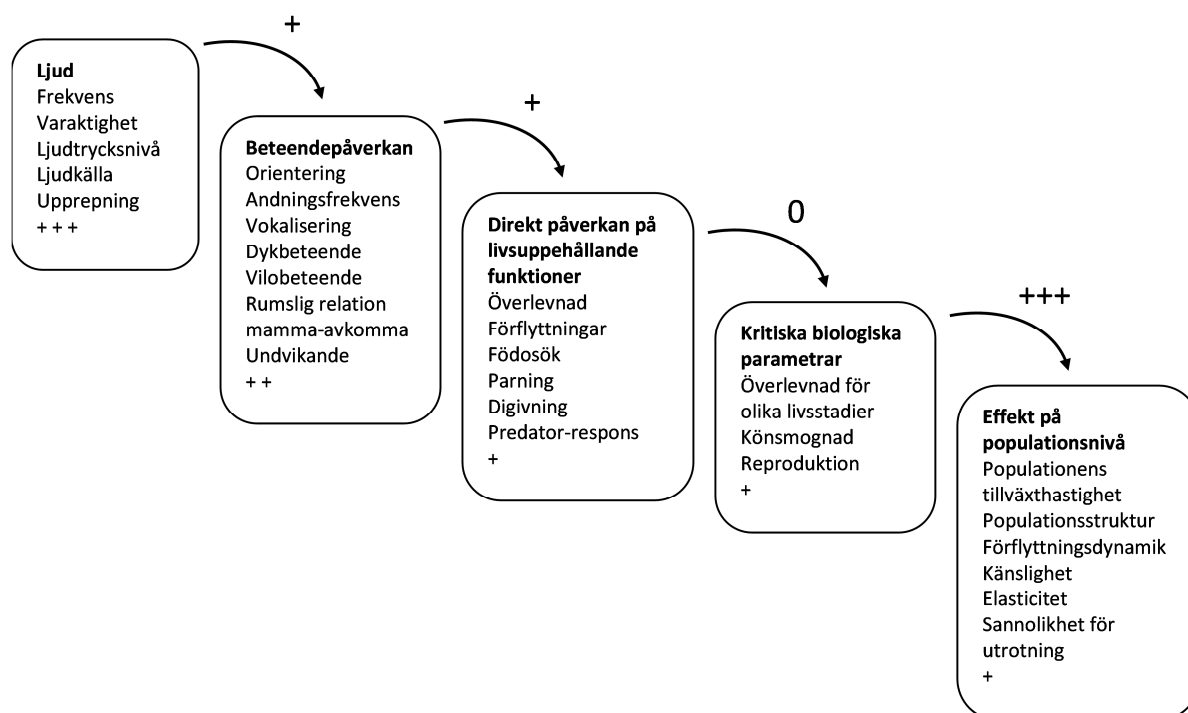 +
Ljud
Frekvens
Varaktighet
Ljudtrycksnivå
Ljudkälla
Upprepning
+ + +
+
Beteendepåverkan
Orientering
Andningsfrekvens
Vokalisering
Dykbeteende
Vilobeteende
Rumslig relation
mamma-avkomma
Undvikande
+ +
0
Direkt påverkan på
livsuppehållande
funktioner
Överlevnad
Förflyttningar
Födosök
Parning
Digivning
Predator-respons
+
+++
Kritiska biologiska
parametrar
Överlevnad för
olika livsstadier
Könsmognad
Reproduktion
+
Effekt på
populationsnivå
Populationens
tillväxthastighet
Populationsstruktur
Förflyttningsdynamik
Känslighet
Elasticitet
Sannolikhet för
utrotning
+